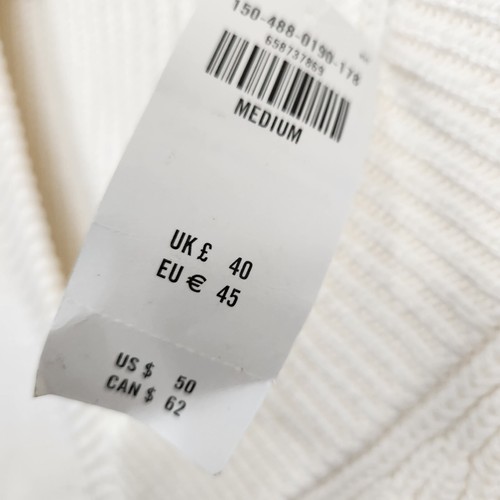 150-488-0190-178
658737869
MEDIUM
UK £ 40
EU € 45
US $ 50
CAN $ 62